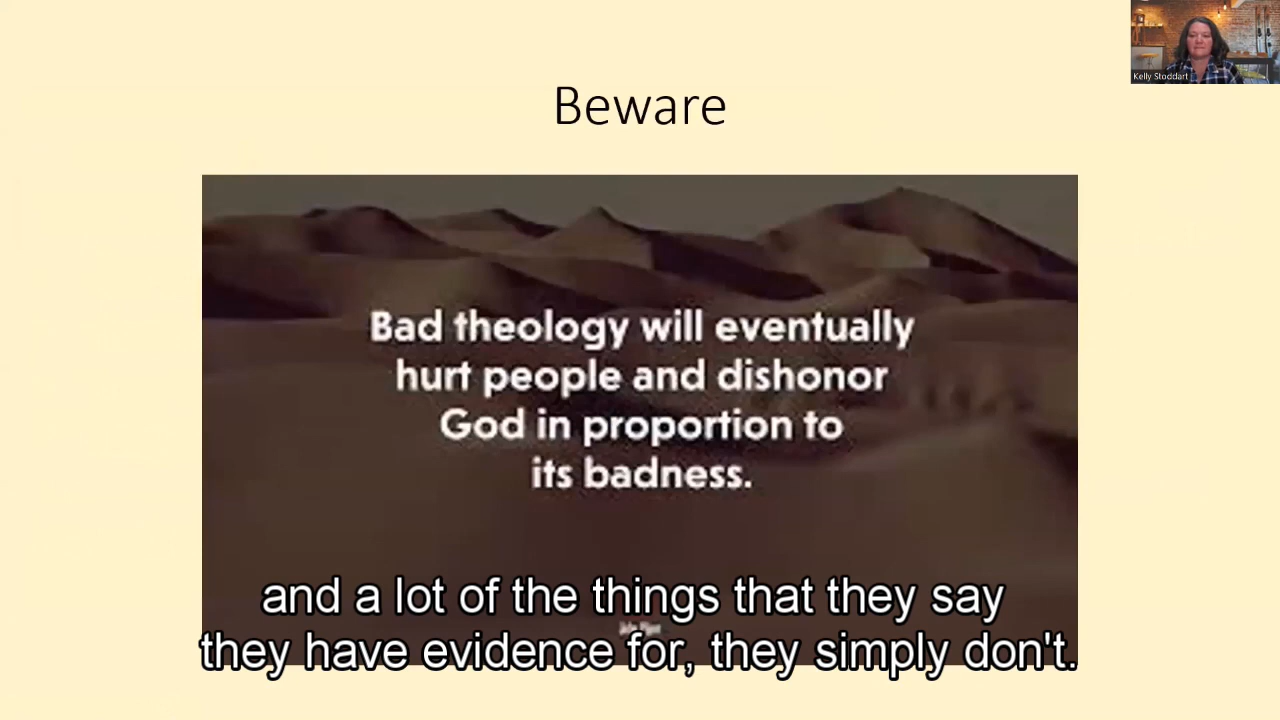 Kelly Stoddart
Beware
Bad theology will eventually
hurt people and dishonor
God in proportion to
its badness.
and a lot of the things that they say
they have evidence for, they simply don't.